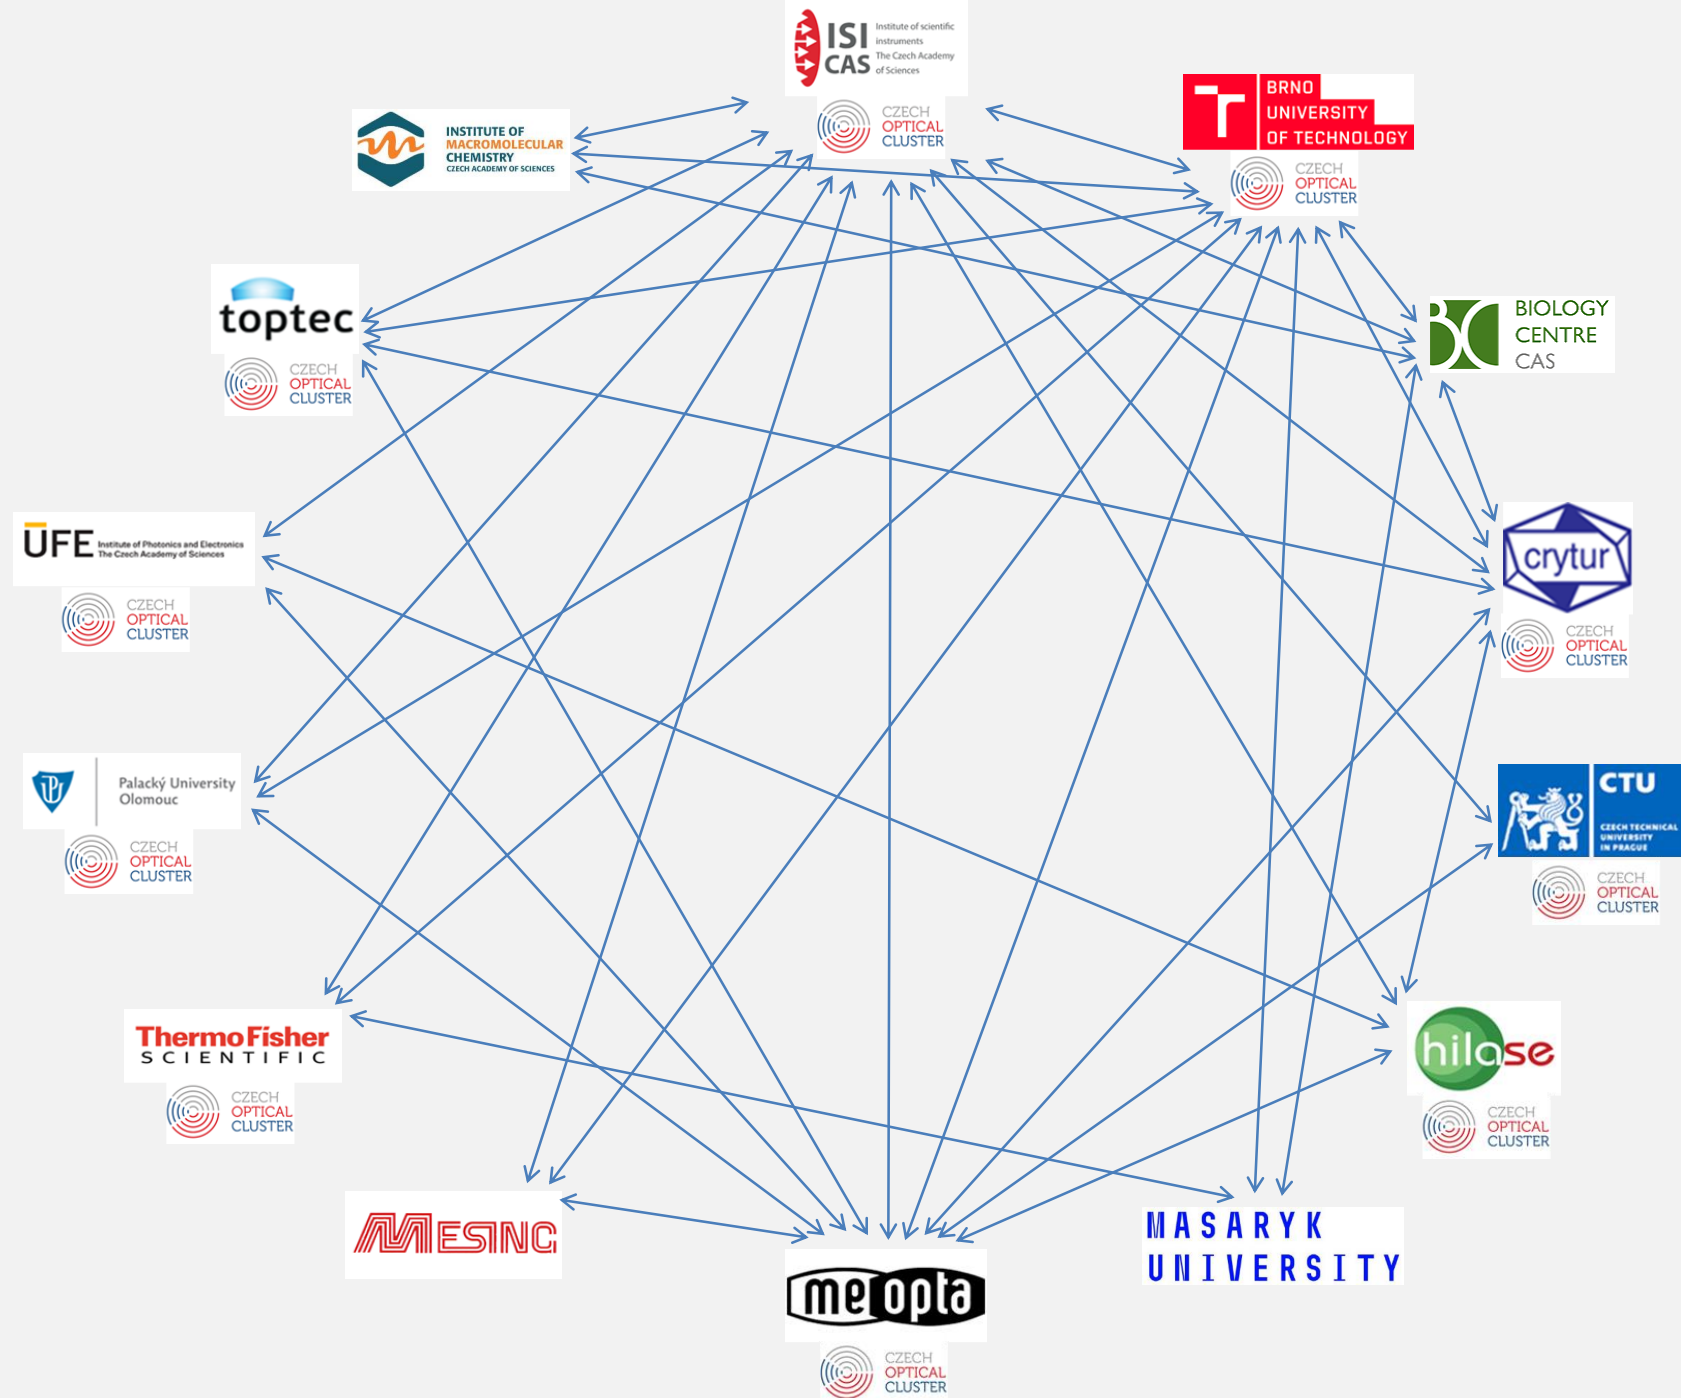 ISI
CAS
Institute of scientific
instruments
The Czech Academy
of Sciences
CZECH
OPTICAL
CLUSTER
BRNO
UNIVERSITY
OF TECHNOLOGY
CZECH
OPTICAL
CLUSTER
INSTITUTE OF
MACROMOLECULAR
CHEMISTRY
CZECH ACADEMY OF SCIENCES
toptec
CZECH
OPTICAL
CLUSTER
BIOLOGY
CENTRE
CAS
ÚFE
Institute of Photonics and Electronics
The Czech Academy of Sciences
CZECH
OPTICAL
CLUSTER
crytur
CZECH
OPTICAL
CLUSTER
Palacký University
Olomouc
CZECH
OPTICAL
CLUSTER
CTU
CZECH TECHNICAL
UNIVERSITY
IN PRAGUE
CZECH
OPTICAL
CLUSTER
ThermoFisher
SCIENTIFIC
CZECH
OPTICAL
CLUSTER
hilase
CZECH
OPTICAL
CLUSTER
MESING
MASARYK
UNIVERSITY
meopta
CZECH
OPTICAL
CLUSTER